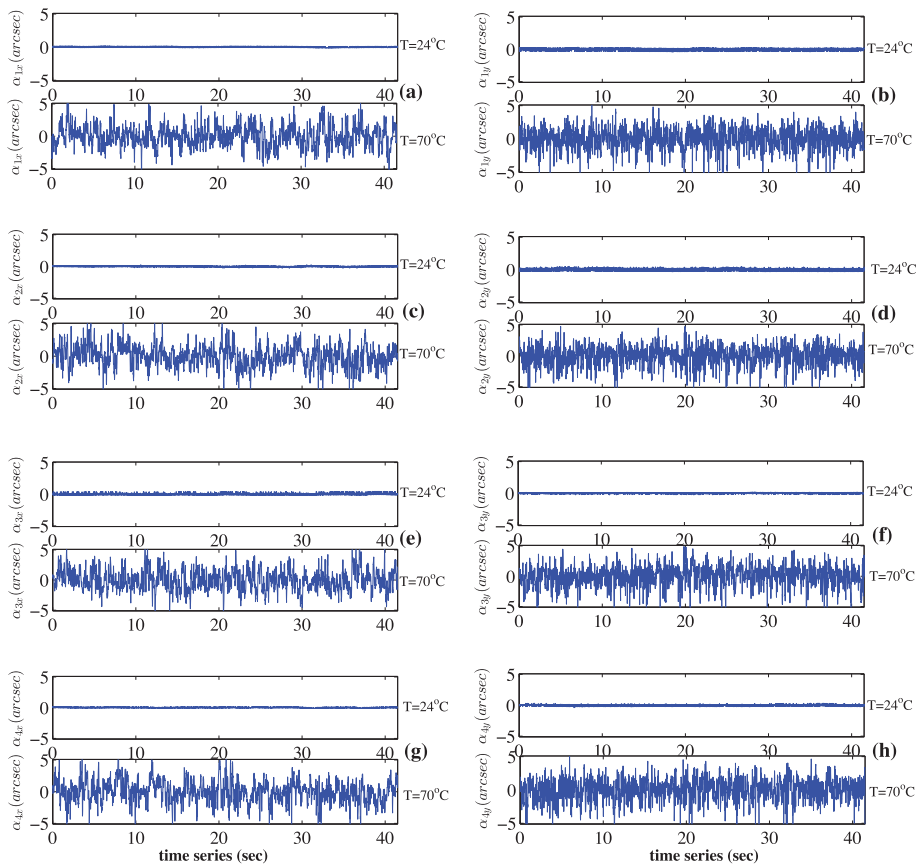 α1x(arcsec)
5
0
−5
0 10 20 30 40
T=24°C
(a)
α1x(arcsec)
5
0
−5
0 10 20 30 40
T=70°C
α1y(arcsec)
5
0
−5
0 10 20 30 40
T=24°C
(b)
α1y(arcsec)
5
0
−5
0 10 20 30 40
T=70°C
α2x(arcsec)
5
0
−5
0 10 20 30 40
T=24°C
(c)
α2x(arcsec)
5
0
−5
0 10 20 30 40
T=70°C
α2y(arcsec)
5
0
−5
0 10 20 30 40
T=24°C
(d)
α2y(arcsec)
5
0
−5
0 10 20 30 40
T=70°C
α3x(arcsec)
5
0
−5
0 10 20 30 40
T=24°C
(e)
α3x(arcsec)
5
0
−5
0 10 20 30 40
T=70°C
α3y(arcsec)
5
0
−5
0 10 20 30 40
T=24°C
(f)
α3y(arcsec)
5
0
−5
0 10 20 30 40
T=70°C
α4x(arcsec)
5
0
−5
0 10 20 30 40
T=24°C
(g)
α4x(arcsec)
5
0
−5
0 10 20 30 40
T=70°C
time series (sec)
α4y(arcsec)
5
0
−5
0 10 20 30 40
T=24°C
(h)
α4y(arcsec)
5
0
−5
0 10 20 30 40
T=70°C
time series (sec)